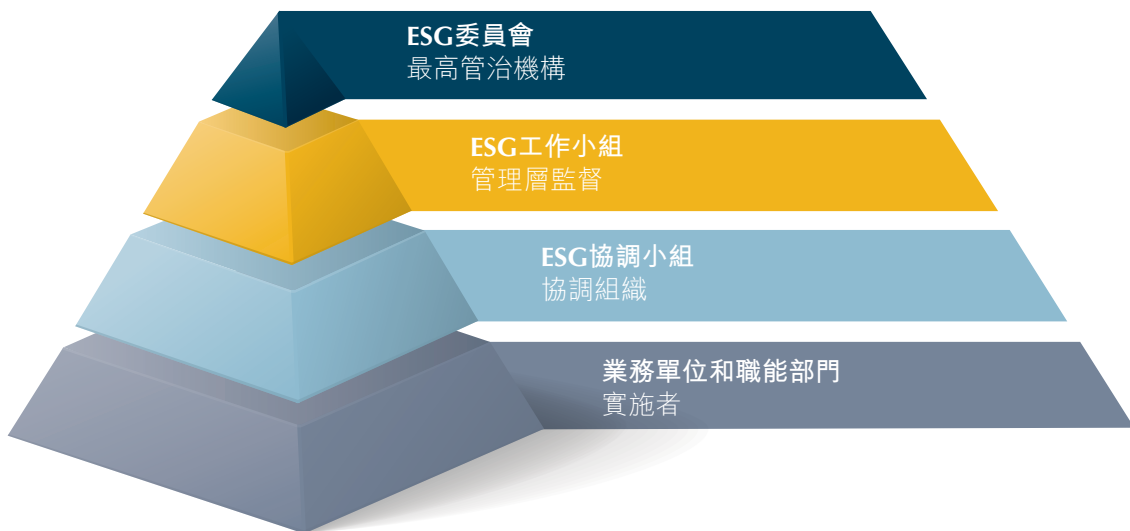 ESG委員會
最高管治機構
ESG工作小組
管理層監督
ESG協調小組
協調組織
業務單位和職能部門
實施者